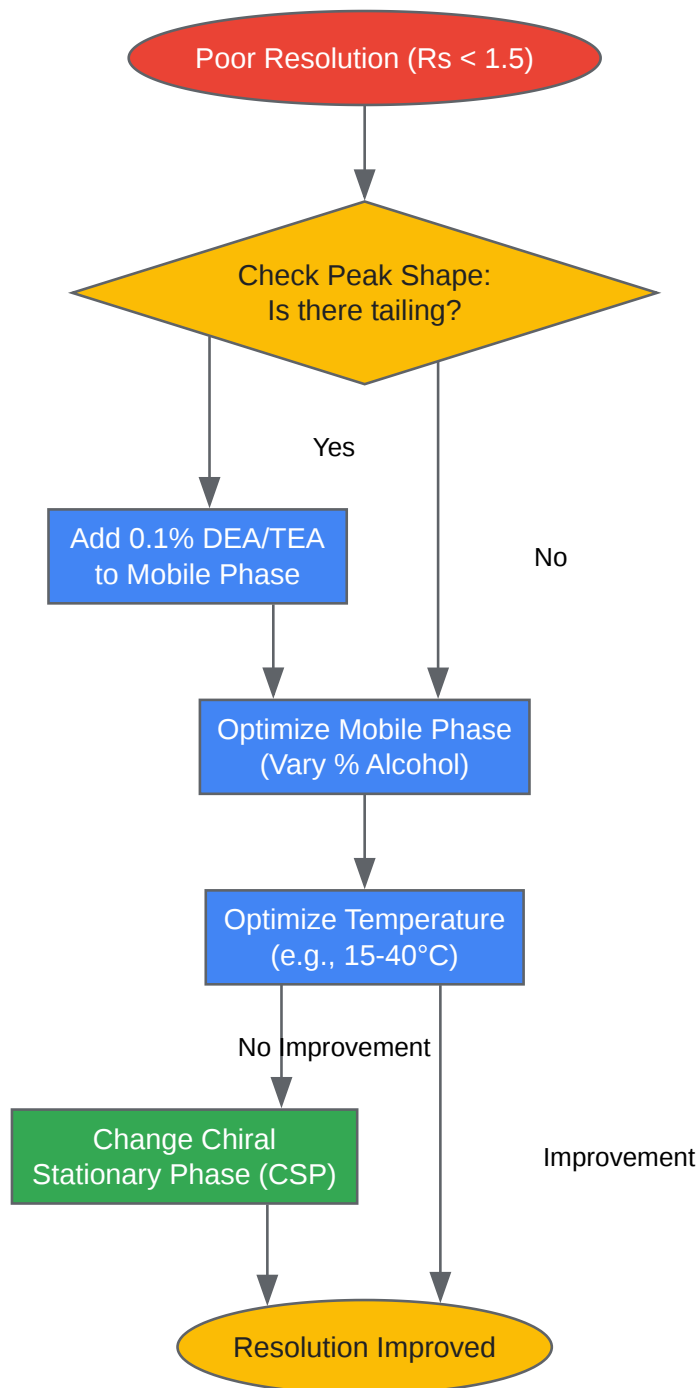 Poor Resolution (Rs < 1.5)
Check Peak Shape:
Is there tailing?
Yes
Add 0.1% DEA/TEA
to Mobile Phase
No
Optimize Mobile Phase
(Vary % Alcohol)
Optimize Temperature
(e.g., 15-40°C)
No Improvement
Change Chiral
Stationary Phase (CSP)
Improvement
Resolution Improved